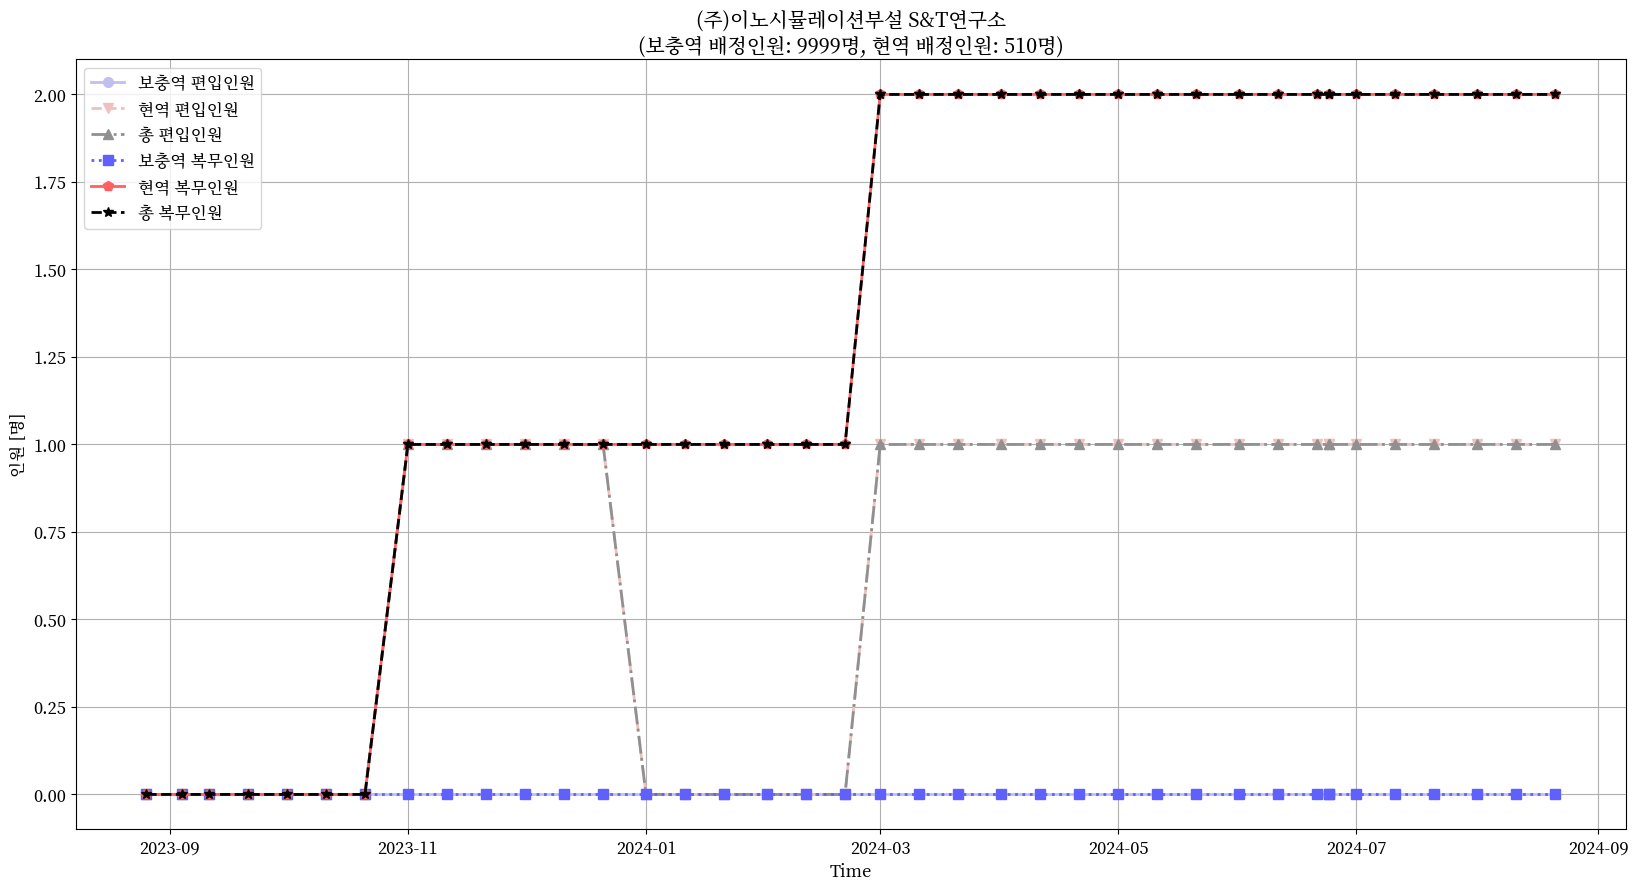 (주)이노시뮬레이션부설 S&T연구소
(보충역 배정인원: 9999명, 현역 배정인원: 510명)
보충역 편입인원
현역 편입인원
총 편입인원
보충역 복무인원
현역 복무인원
총 복무인원
인원 [명]
2.00
1.75
1.50
1.25
1.00
0.75
0.50
0.25
0.00
2023-09 2023-11 2024-01 2024-03 2024-05 2024-07 2024-09
Time